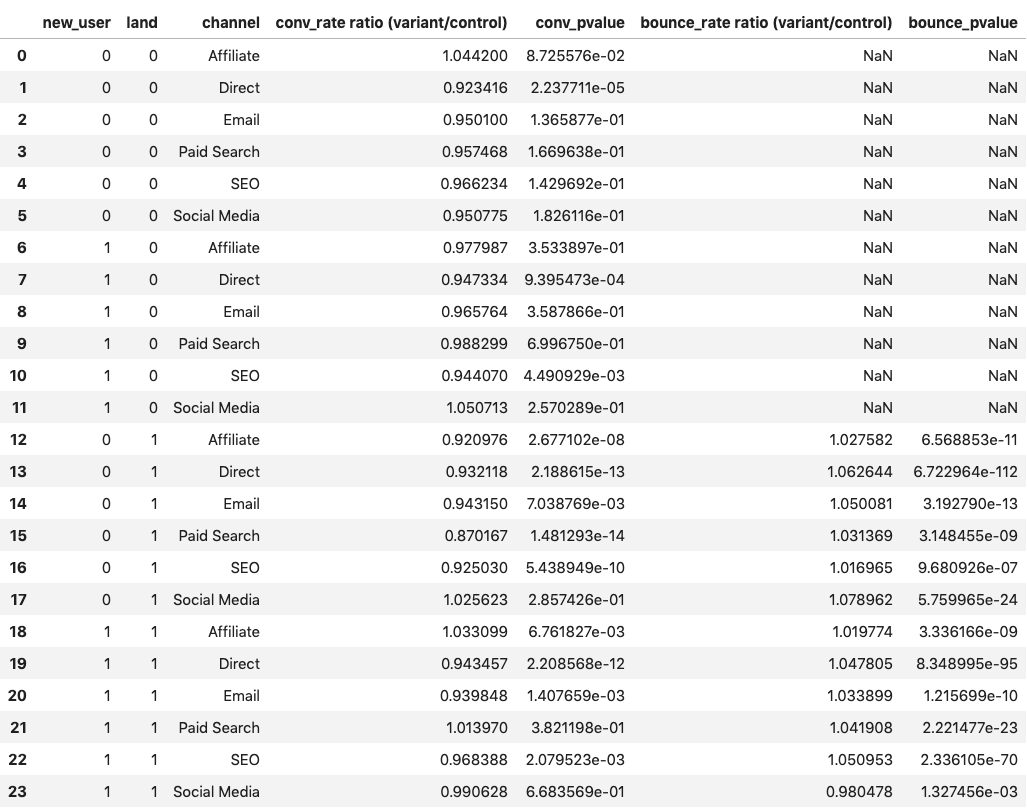 new_user land channel conv_rate ratio (variant/control) conv_pvalue bounce_rate ratio (variant/control) bounce_pvalue
0 0 0 Affiliate 1.044200 8.725576e-02 NaN NaN
1 0 0 Direct 0.923416 2.237711e-05 NaN NaN
2 0 0 Email 0.950100 1.365877e-01 NaN NaN
3 0 0 Paid Search 0.957468 1.669638e-01 NaN NaN
4 0 0 SEO 0.966234 1.429692e-01 NaN NaN
5 0 0 Social Media 0.950775 1.826116e-01 NaN NaN
6 1 0 Affiliate 0.977987 3.533897e-01 NaN NaN
7 1 0 Direct 0.947334 9.395473e-04 NaN NaN
8 1 0 Email 0.965764 3.587866e-01 NaN NaN
9 1 0 Paid Search 0.988299 6.996750e-01 NaN NaN
10 1 0 SEO 0.944070 4.490929e-03 NaN NaN
11 1 0 Social Media 1.050713 2.570289e-01 NaN NaN
12 0 1 Affiliate 0.920976 2.677102e-08 1.027582 6.568853e-11
13 0 1 Direct 0.932118 2.188615e-13 1.062644 6.722964e-112
14 0 1 Email 0.943150 7.038769e-03 1.050081 3.192790e-13
15 0 1 Paid Search 0.870167 1.481293e-14 1.031369 3.148455e-09
16 0 1 SEO 0.925030 5.438949e-10 1.016965 9.680926e-07
17 0 1 Social Media 1.025623 2.857426e-01 1.078962 5.759965e-24
18 1 1 Affiliate 1.033099 6.761827e-03 1.019774 3.336166e-09
19 1 1 Direct 0.943457 2.208568e-12 1.047805 8.348995e-95
20 1 1 Email 0.939848 1.407659e-03 1.033899 1.215699e-10
21 1 1 Paid Search 1.013970 3.821198e-01 1.041908 2.221477e-23
22 1 1 SEO 0.968388 2.079523e-03 1.050953 2.336105e-70
23 1 1 Social Media 0.990628 6.683569e-01 0.980478 1.327456e-03